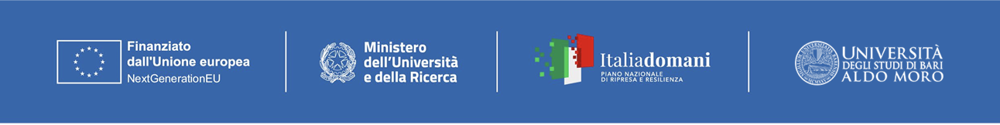 Finanziato
dall'Unione europea
NextGenerationEU
Ministero
dell'Università
e della Ricerca
Italiadomani
PIANO NAZIONALE
DI RIPRESA E RESILIENZA
UNIVERSITÀ
DEGLI STUDI DI BARI
ALDO MORO